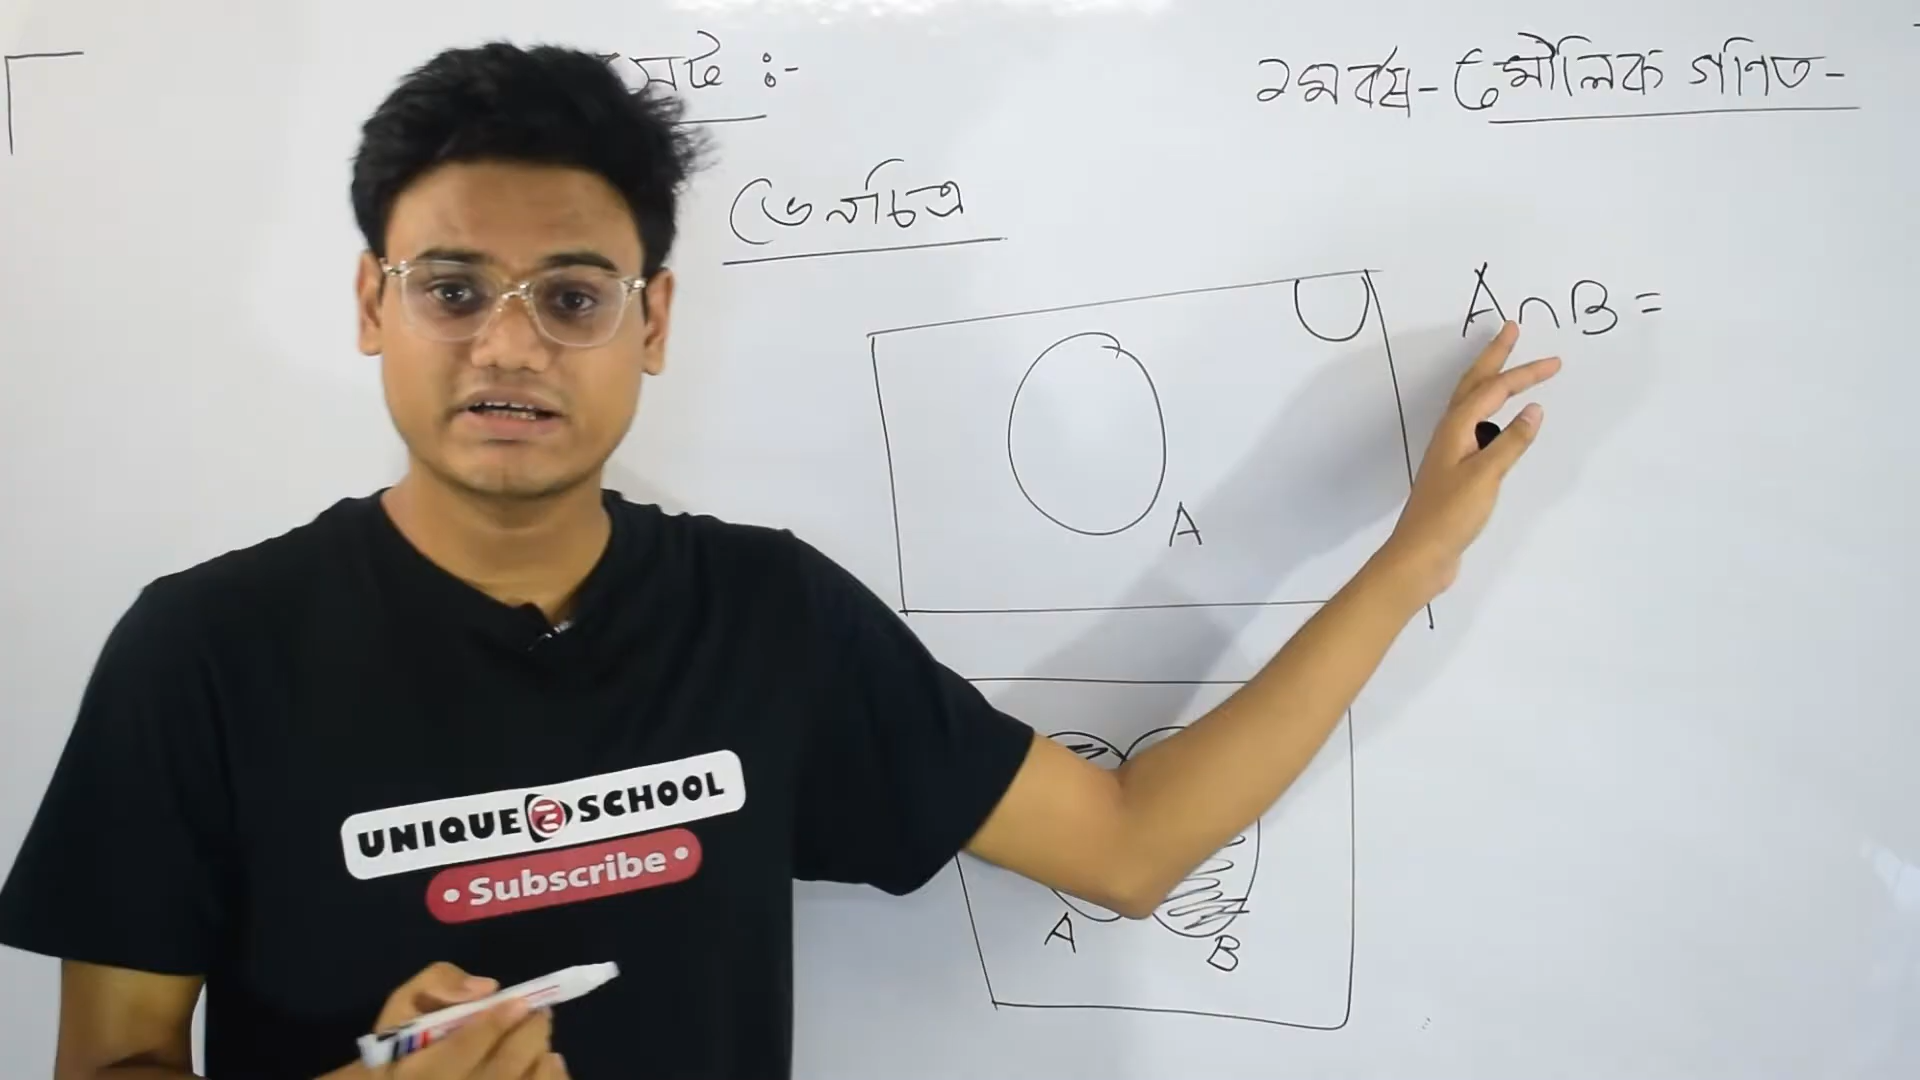 সেট :-
১ম বর্ষ - মৌলিক গণিত -
ভেনচিত্র
U
A∩B =
A
UNIQUE SCHOOL
• Subscribe •
A
B